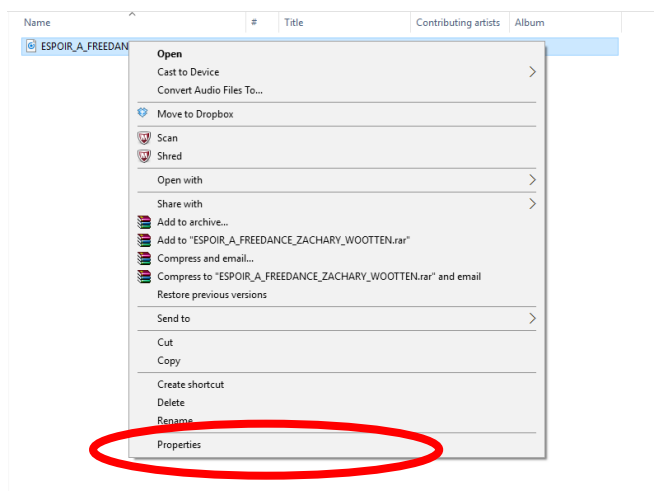 Name # Title Contributing artists Album
ESPOIR_A_FREEDAN
Open
Cast to Device
Convert Audio Files To...
Move to Dropbox
Scan
Shred
Open with
Share with
Add to archive...
Add to "ESPOIR_A_FREEDANCE_ZACHARY_WOOTTEN.rar"
Compress and email...
Compress to "ESPOIR_A_FREEDANCE_ZACHARY_WOOTTEN.rar" and email
Restore previous versions
Send to
Cut
Copy
Create shortcut
Delete
Rename
Properties